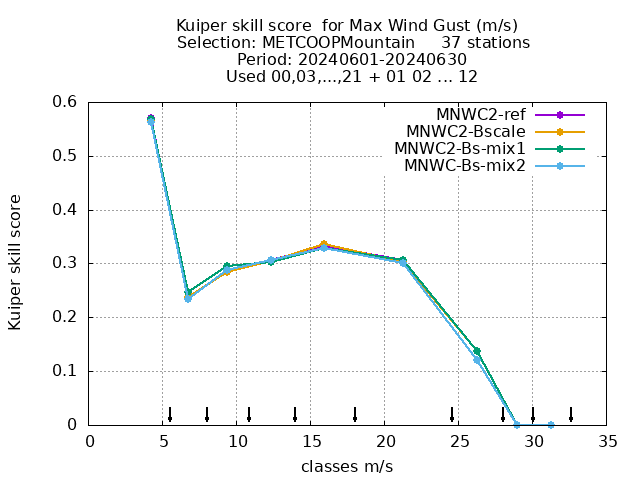 Kuiper skill score  for Max Wind Gust (m/s)
Selection: METCOOPMountain     37 stations
Period: 20240601-20240630
Used 00,03,...,21 + 01 02 ... 12
MNWC2-ref
MNWC2-Bscale
MNWC2-Bs-mix1
MNWC-Bs-mix2
Kuiper skill score
0.6
0.5
0.4
0.3
0.2
0.1
0
0 5 10 15 20 25 30 35
classes m/s